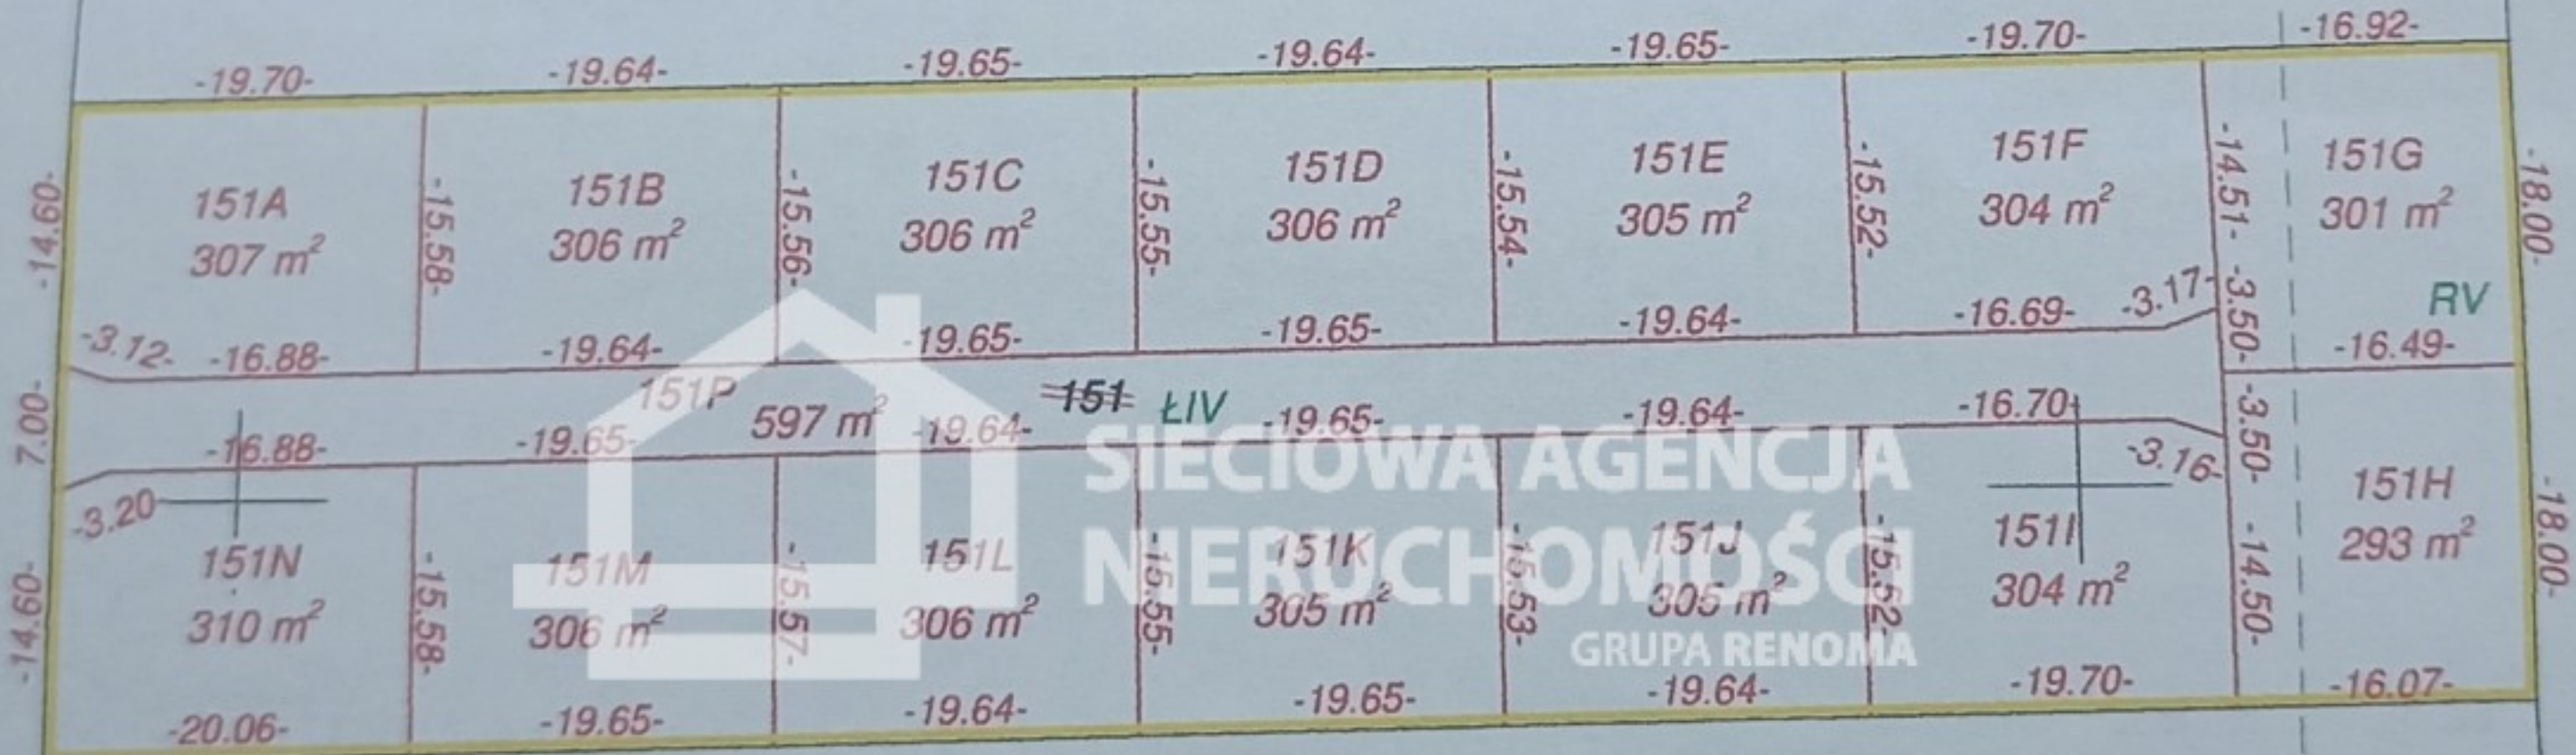 -19.70- -19.64- -19.65- -19.64- -19.65- -19.70- -16.92-
151A 151B 151C 151D 151E 151F 151G
307 m² 306 m² 306 m² 306 m² 305 m² 304 m² 301 m²
-14.60- -15.58- -15.56- -15.55- -15.54- -15.52- -14.51- -18.00-
-3.12- -16.88- -19.64- -19.65- -19.65- -19.64- -16.69- -3.17- -3.50- -16.49- RV
7.00- 151P 597 m² 151 ŁIV
-3.20 -16.88- -19.65- -19.64- -19.65- -19.64- -16.70- -3.16- -3.50-
SIECIOWA AGENCJA
NIERUCHOMOŚCI
GRUPA RENOMA
151N 151M 151L 151K 151J 151I 151H
310 m² 306 m² 306 m² 305 m² 305 m² 304 m² 293 m²
-14.60- -15.58- -15.57- -15.55- -15.53- -15.52- -14.50- -18.00-
-20.06- -19.65- -19.64- -19.65- -19.64- -19.70- -16.07-